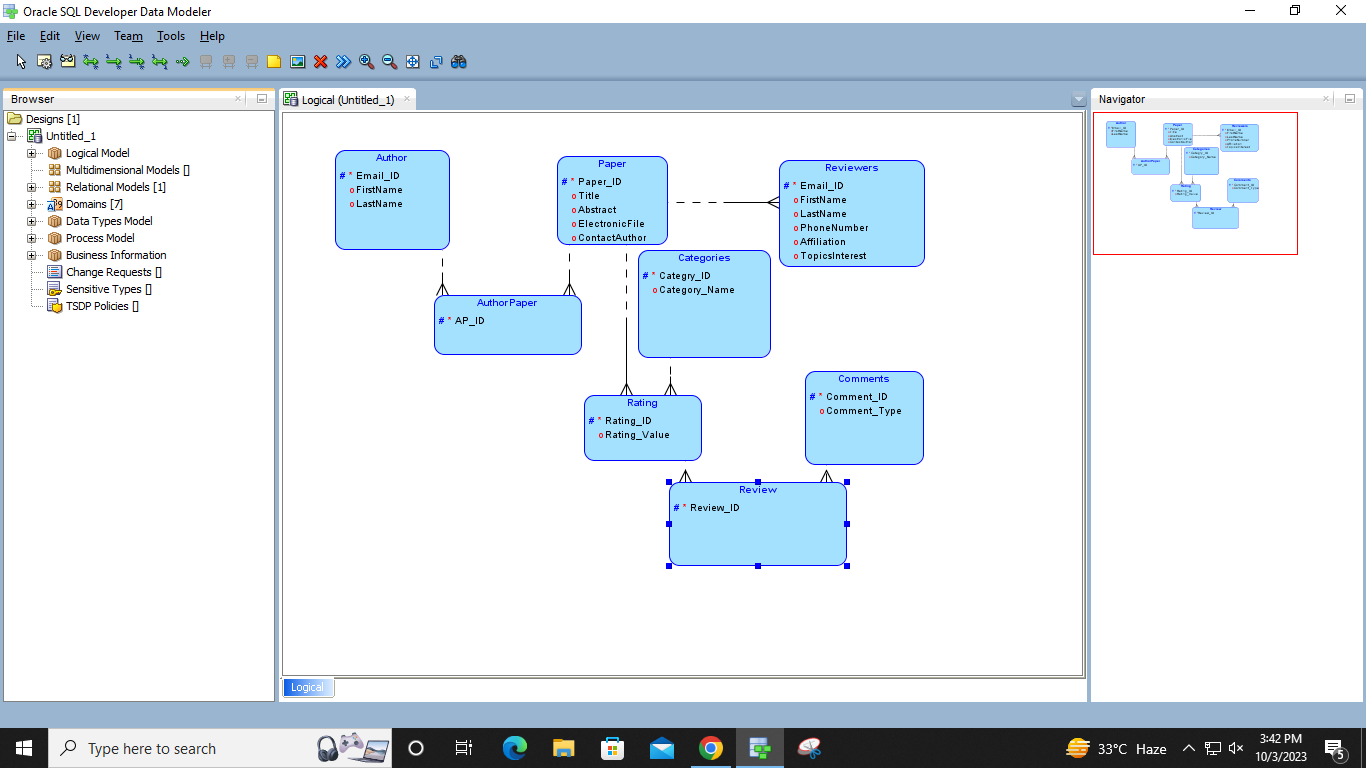 Oracle SQL Developer Data Modeler
File Edit View Team Tools Help
Browser
Designs [1]
Untitled_1
Logical Model
Multidimensional Models []
Relational Models [1]
Domains [7]
Data Types Model
Process Model
Business Information
Change Requests []
Sensitive Types []
TSDP Policies []
Logical (Untitled_1)
Author
# * Email_ID
o FirstName
o LastName
Paper
# * Paper_ID
o Title
o Abstract
o ElectronicFile
o ContactAuthor
Reviewers
# * Email_ID
o FirstName
o LastName
o PhoneNumber
o Affiliation
o TopicsInterest
Categories
# * Categry_ID
o Category_Name
AuthorPaper
# * AP_ID
Rating
# * Rating_ID
o Rating_Value
Comments
# * Comment_ID
o Comment_Type
Review
# * Review_ID
Logical
Navigator
Type here to search
33°C Haze
3:42 PM
10/3/2023
5